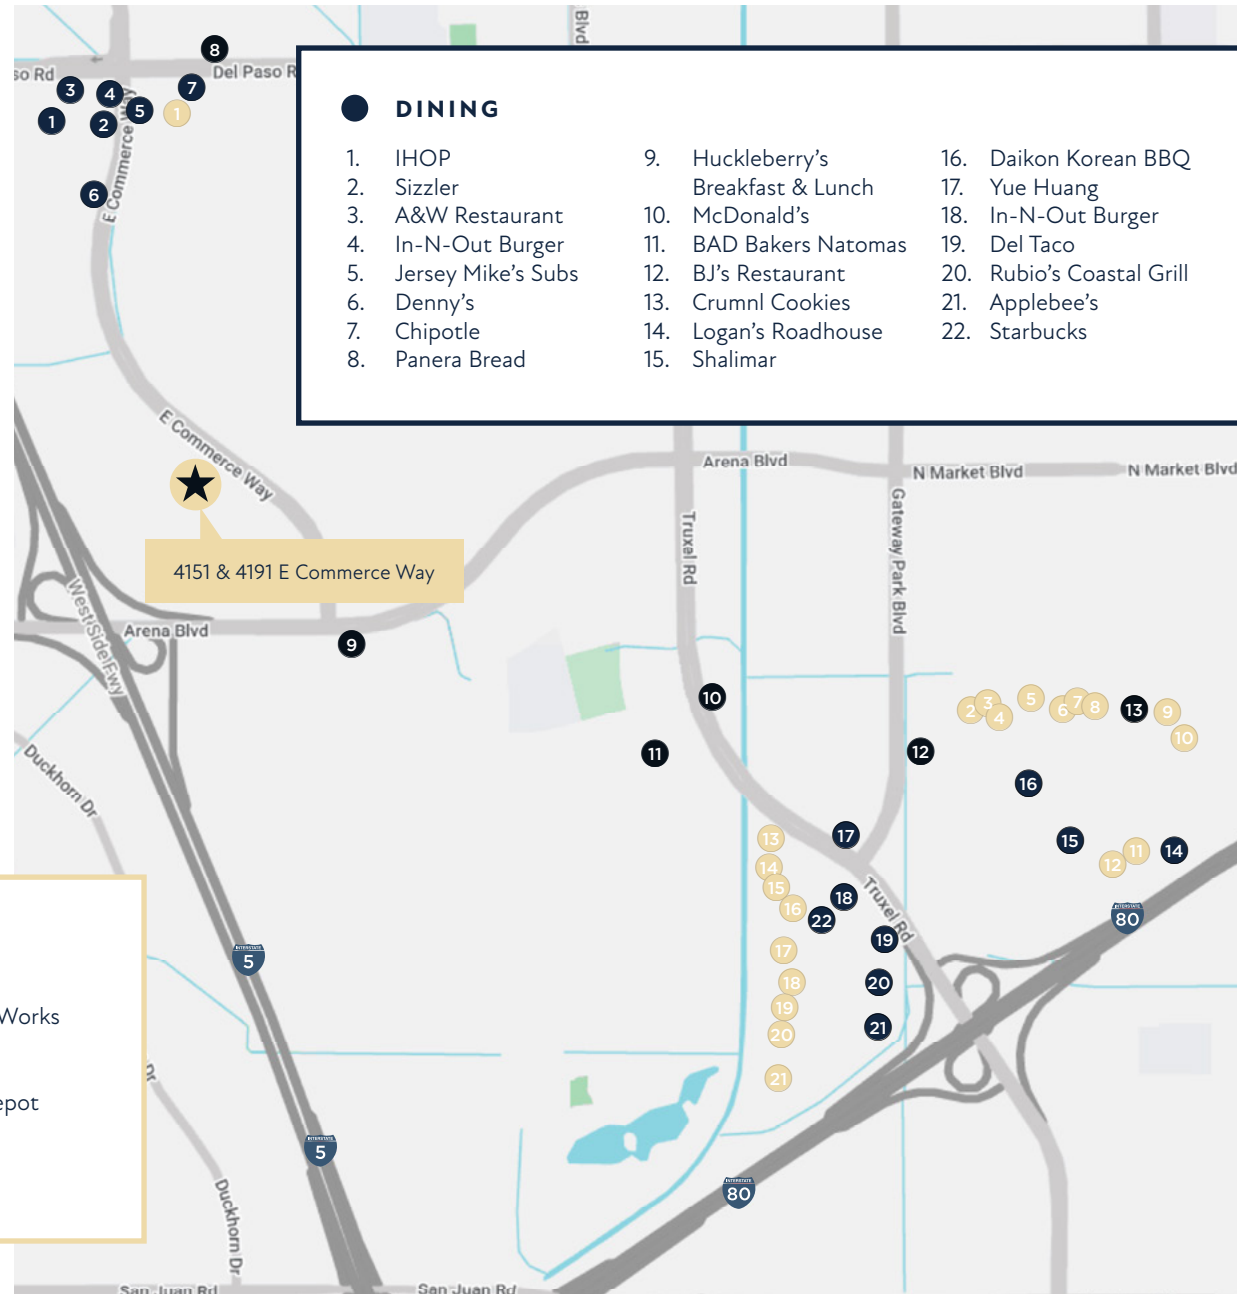 Blvd
so Rd
Del Paso R
8
3
4
7
1
2
5
1
6
E Commerce Way
DINING
1. IHOP
2. Sizzler
3. A&W Restaurant
4. In-N-Out Burger
5. Jersey Mike's Subs
6. Denny's
7. Chipotle
8. Panera Bread
9. Huckleberry's
Breakfast & Lunch
10. McDonald's
11. BAD Bakers Natomas
12. BJ's Restaurant
13. Crumnl Cookies
14. Logan's Roadhouse
15. Shalimar
16. Daikon Korean BBQ
17. Yue Huang
18. In-N-Out Burger
19. Del Taco
20. Rubio's Coastal Grill
21. Applebee's
22. Starbucks
E Commerce Way
4151 & 4191 E Commerce Way
Arena Blvd
N Market Blvd
N Market Blvd
Truxel Rd
Gateway Park Blvd
West Side Fwy
Arena Blvd
9
10
11
12
2
3
4
5
6
7
8
13
9
10
16
15
12
11
14
17
13
14
15
16
18
22
19
17
18
20
19
20
21
21
Truxel Rd
Duckhorn Dr
Works
epot
Dr
Duckhorn Dr
INTERSTATE
5
INTERSTATE
5
INTERSTATE
80
INTERSTATE
80
San Juan Rd
San Juan Rd